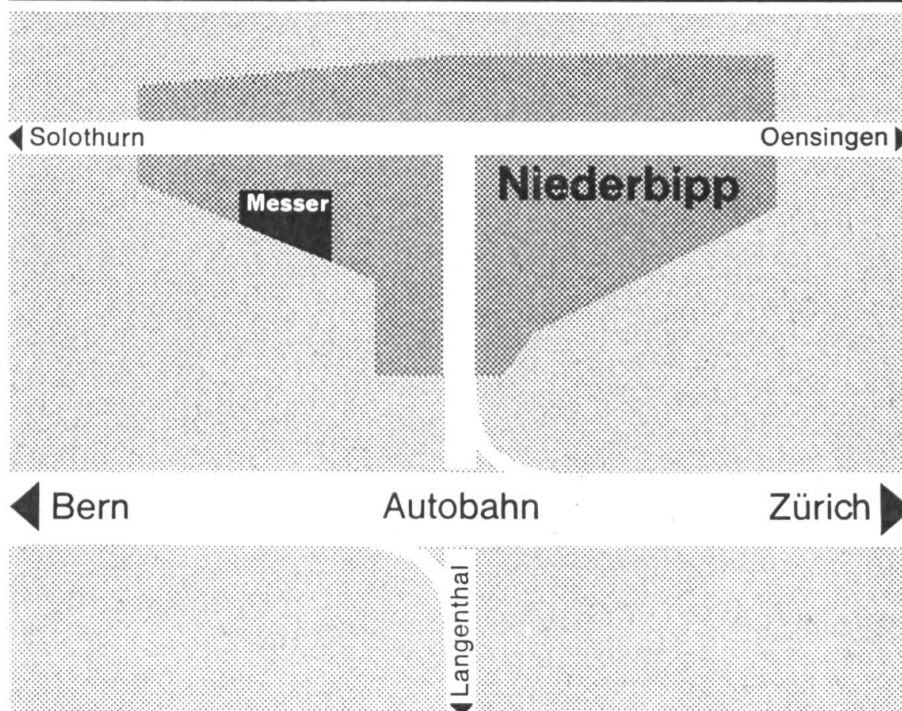 Solothurn
Oensingen
Niederbipp
Messer
Bern
Autobahn
Zürich
Langenthal